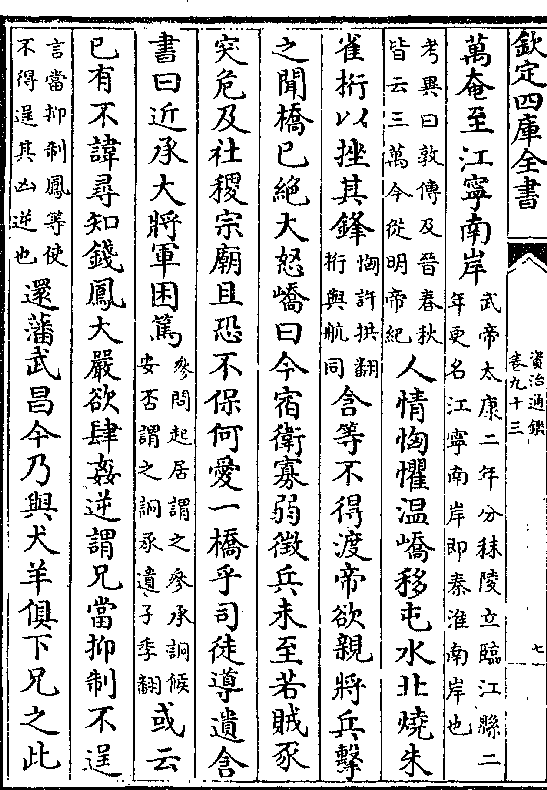 欽定四庫全書
資治通鑑
卷九十三
七
萬奄至江寧南岸武帝太康二年分秣陵立臨江縣二年更名江寧南岸即秦淮南岸也
考異曰敦傳及晉春秋皆云三萬今從明帝紀人情恟懼温嶠移屯水北燒朱
雀桁以挫其鋒恟許拱翻桁與航同含等不得渡帝欲親將兵擊
之聞橋已絶大怒嶠曰今宿衛寡弱徵兵未至若賊豕
突危及社稷宗廟且恐不保何愛一橋乎司徒導遺含
書曰近承大將軍困篤參問起居謂之參承詗候安否謂之詗承遺于季翻或云
已有不諱尋知錢鳳大嚴欲肆姦逆謂兄當抑制不逞
言當抑制鳳等使不得逞其凶逆也還藩武昌今乃與犬羊俱下兄之此